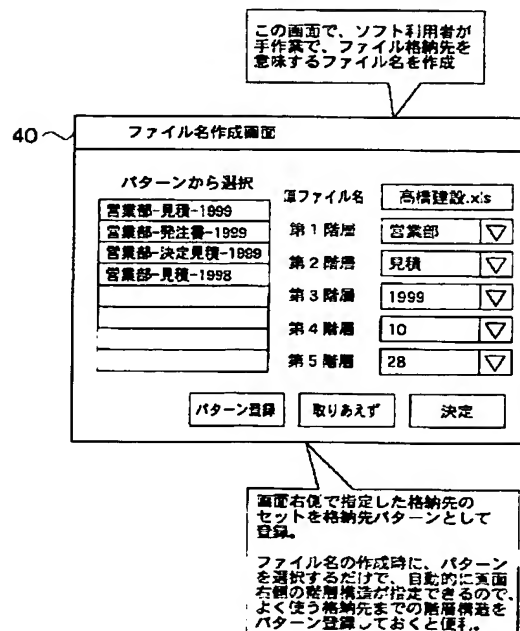 この画面で、ソフト利用者が
手作業で、ファイル格納先を
意味するファイル名を作成
40
ファイル名作成画面
パターンから選択
営業部-見積-1999
営業部-発注書-1999
営業部-決定見積-1999
営業部-見積-1998
原ファイル名 高橋建設.xls
第1階層 営業部
第2階層 見積
第3階層 1999
第4階層 10
第5階層 28
パターン登録 取りあえず 決定
画面右側で指定した格納先の
セットを格納先パターンとして
登録。
ファイル名の作成時に、パターン
を選択するだけで、自動的に画面
右側の階層構造が指定できるので、
よく使う格納先までの階層構造を
パターン登録しておくと便利。